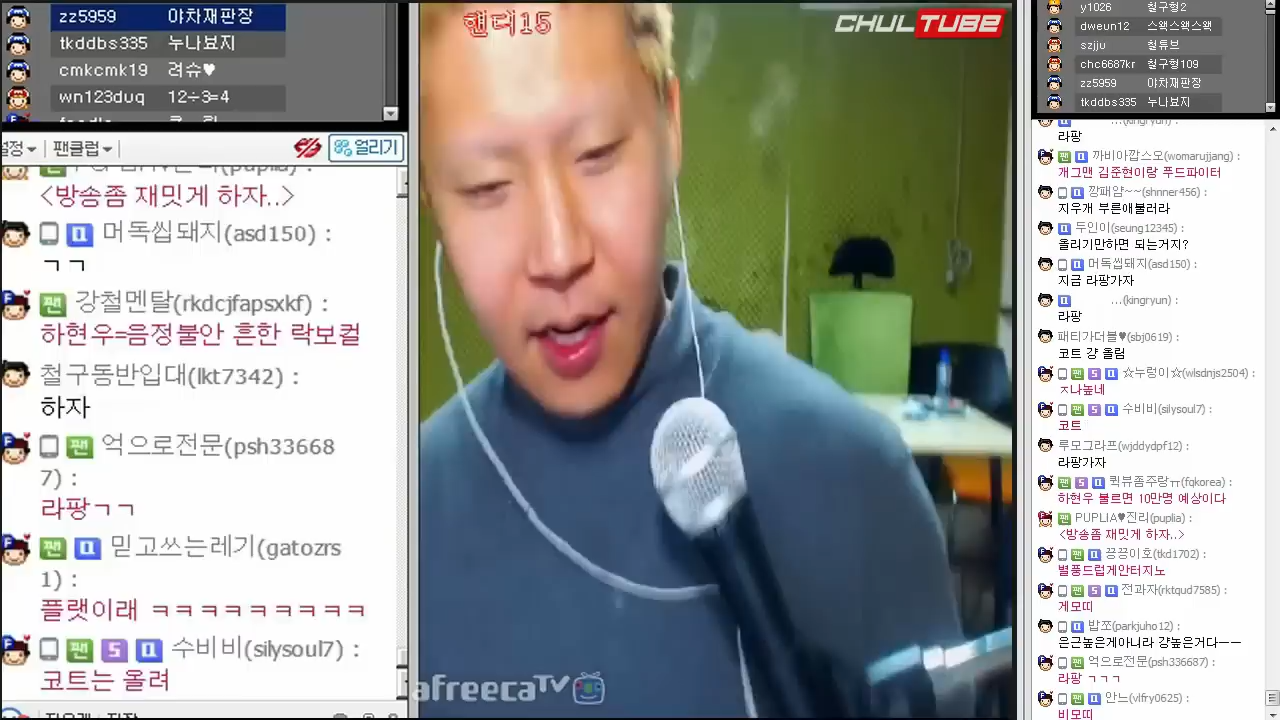 zz5959 야차재판장
tkddbs335 누나뵤지
cmkcmk19 려슈♥
wn123duq 12÷3=4
팬클럽
얼리기
<방송좀 재밋게 하자..>
머독씹돼지(asd150) :
ㄱㄱ
강철멘탈(rkdcjfapsxkf) :
하현우=음정불안 흔한 락보컬
철구동반입대(lkt7342) :
하자
억으로전문(psh33668
7) :
라팡ㄱㄱ
믿고쓰는레기(gatozrs
1) :
플랫이래 ㅋㅋㅋㅋㅋㅋㅋㅋㅋ
수비비(silysoul7) :
코트는 올려
핸디15
CHULTUBE
afreecaTV
y1026 철구형2
dweun12 스왯스왯스왝
szjju 철튜브
chc6687kr 철구형109
zz5959 야차재판장
tkddbs335 누나뵤지
...(kingryun) :
라팡
까비아깝스오(womarujjang) :
개그맨 김준현이랑 푸드파이터
깡패얌~~(shnner456) :
지우개 부른애불러라
두인이(seung12345) :
올리기만하면 되는거지?
머독씹돼지(asd150) :
지금 라팡가자
...(kingryun) :
라팡
패티가더블♥(sbj0619) :
코트 강 올림
☆누렁이☆(wlsdnjs2504) :
ㅈ나높네
수비비(silysoul7) :
코트
루모그라프(wjddydpf12) :
라팡가자
퀵뷰좀주랑ㅠ(fqkorea) :
하현우 불르면 10만명 예상이다
PUPLIA♥진리(puplia) :
<방송좀 재밋게 하자..>
끙끙이호(tkd1702) :
별풍드럽게안터지노
전과자(rktqud7585) :
게모띠
밥쪼(parkjuho12) :
은근높은게아니라 걍높은거다ㅡㅡ
억으로전문(psh336687) :
라팡 ㄱㄱㄱ
안느(vlfry0625) :
비모띠